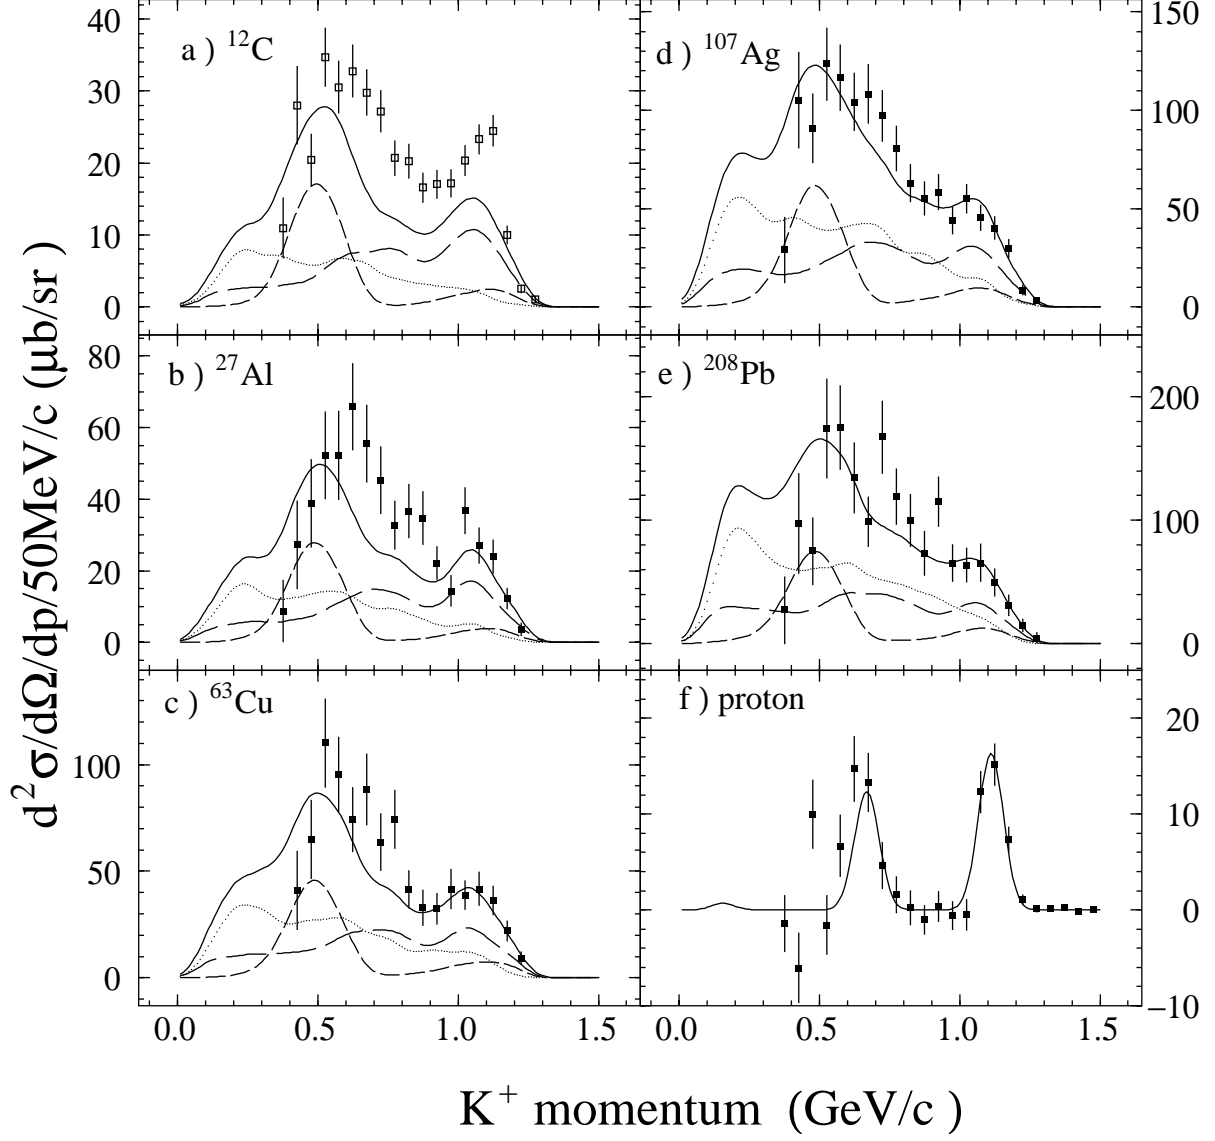 40
30
20
10
0
a ) ¹²C
150
100
50
0
d ) ¹⁰⁷Ag
80
60
40
20
0
b ) ²⁷Al
200
100
0
e ) ²⁰⁸Pb
100
50
0
c ) ⁶³Cu
20
10
0
−10
f ) proton
0.0 0.5 1.0 1.5
0.0 0.5 1.0 1.5
d²σ/dΩ/dp/50MeV/c (μb/sr )
K⁺ momentum (GeV/c )